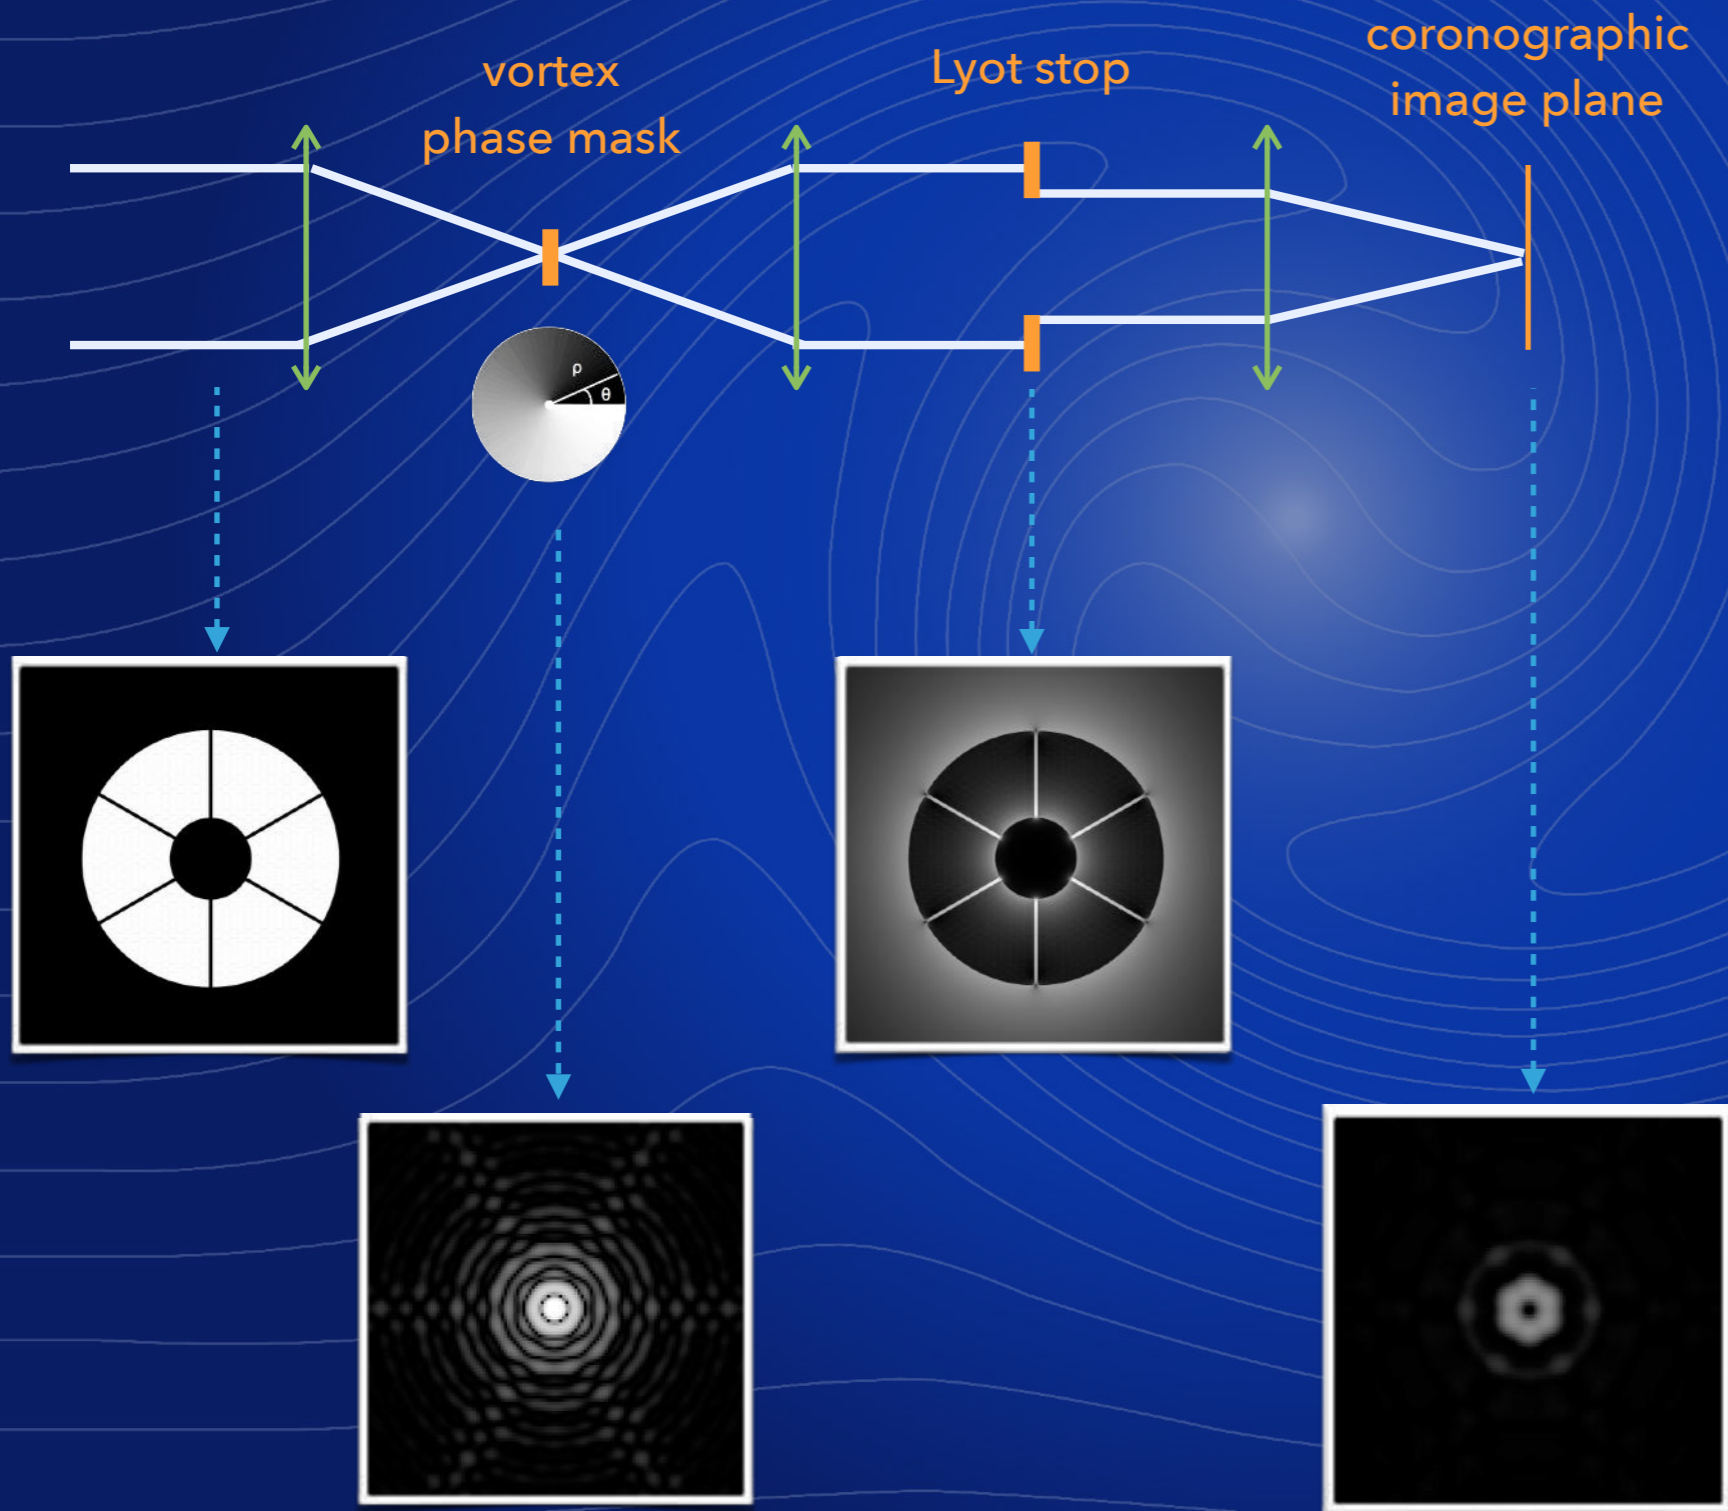 vortex
phase mask
Lyot stop
coronographic
image plane
ρ
θ